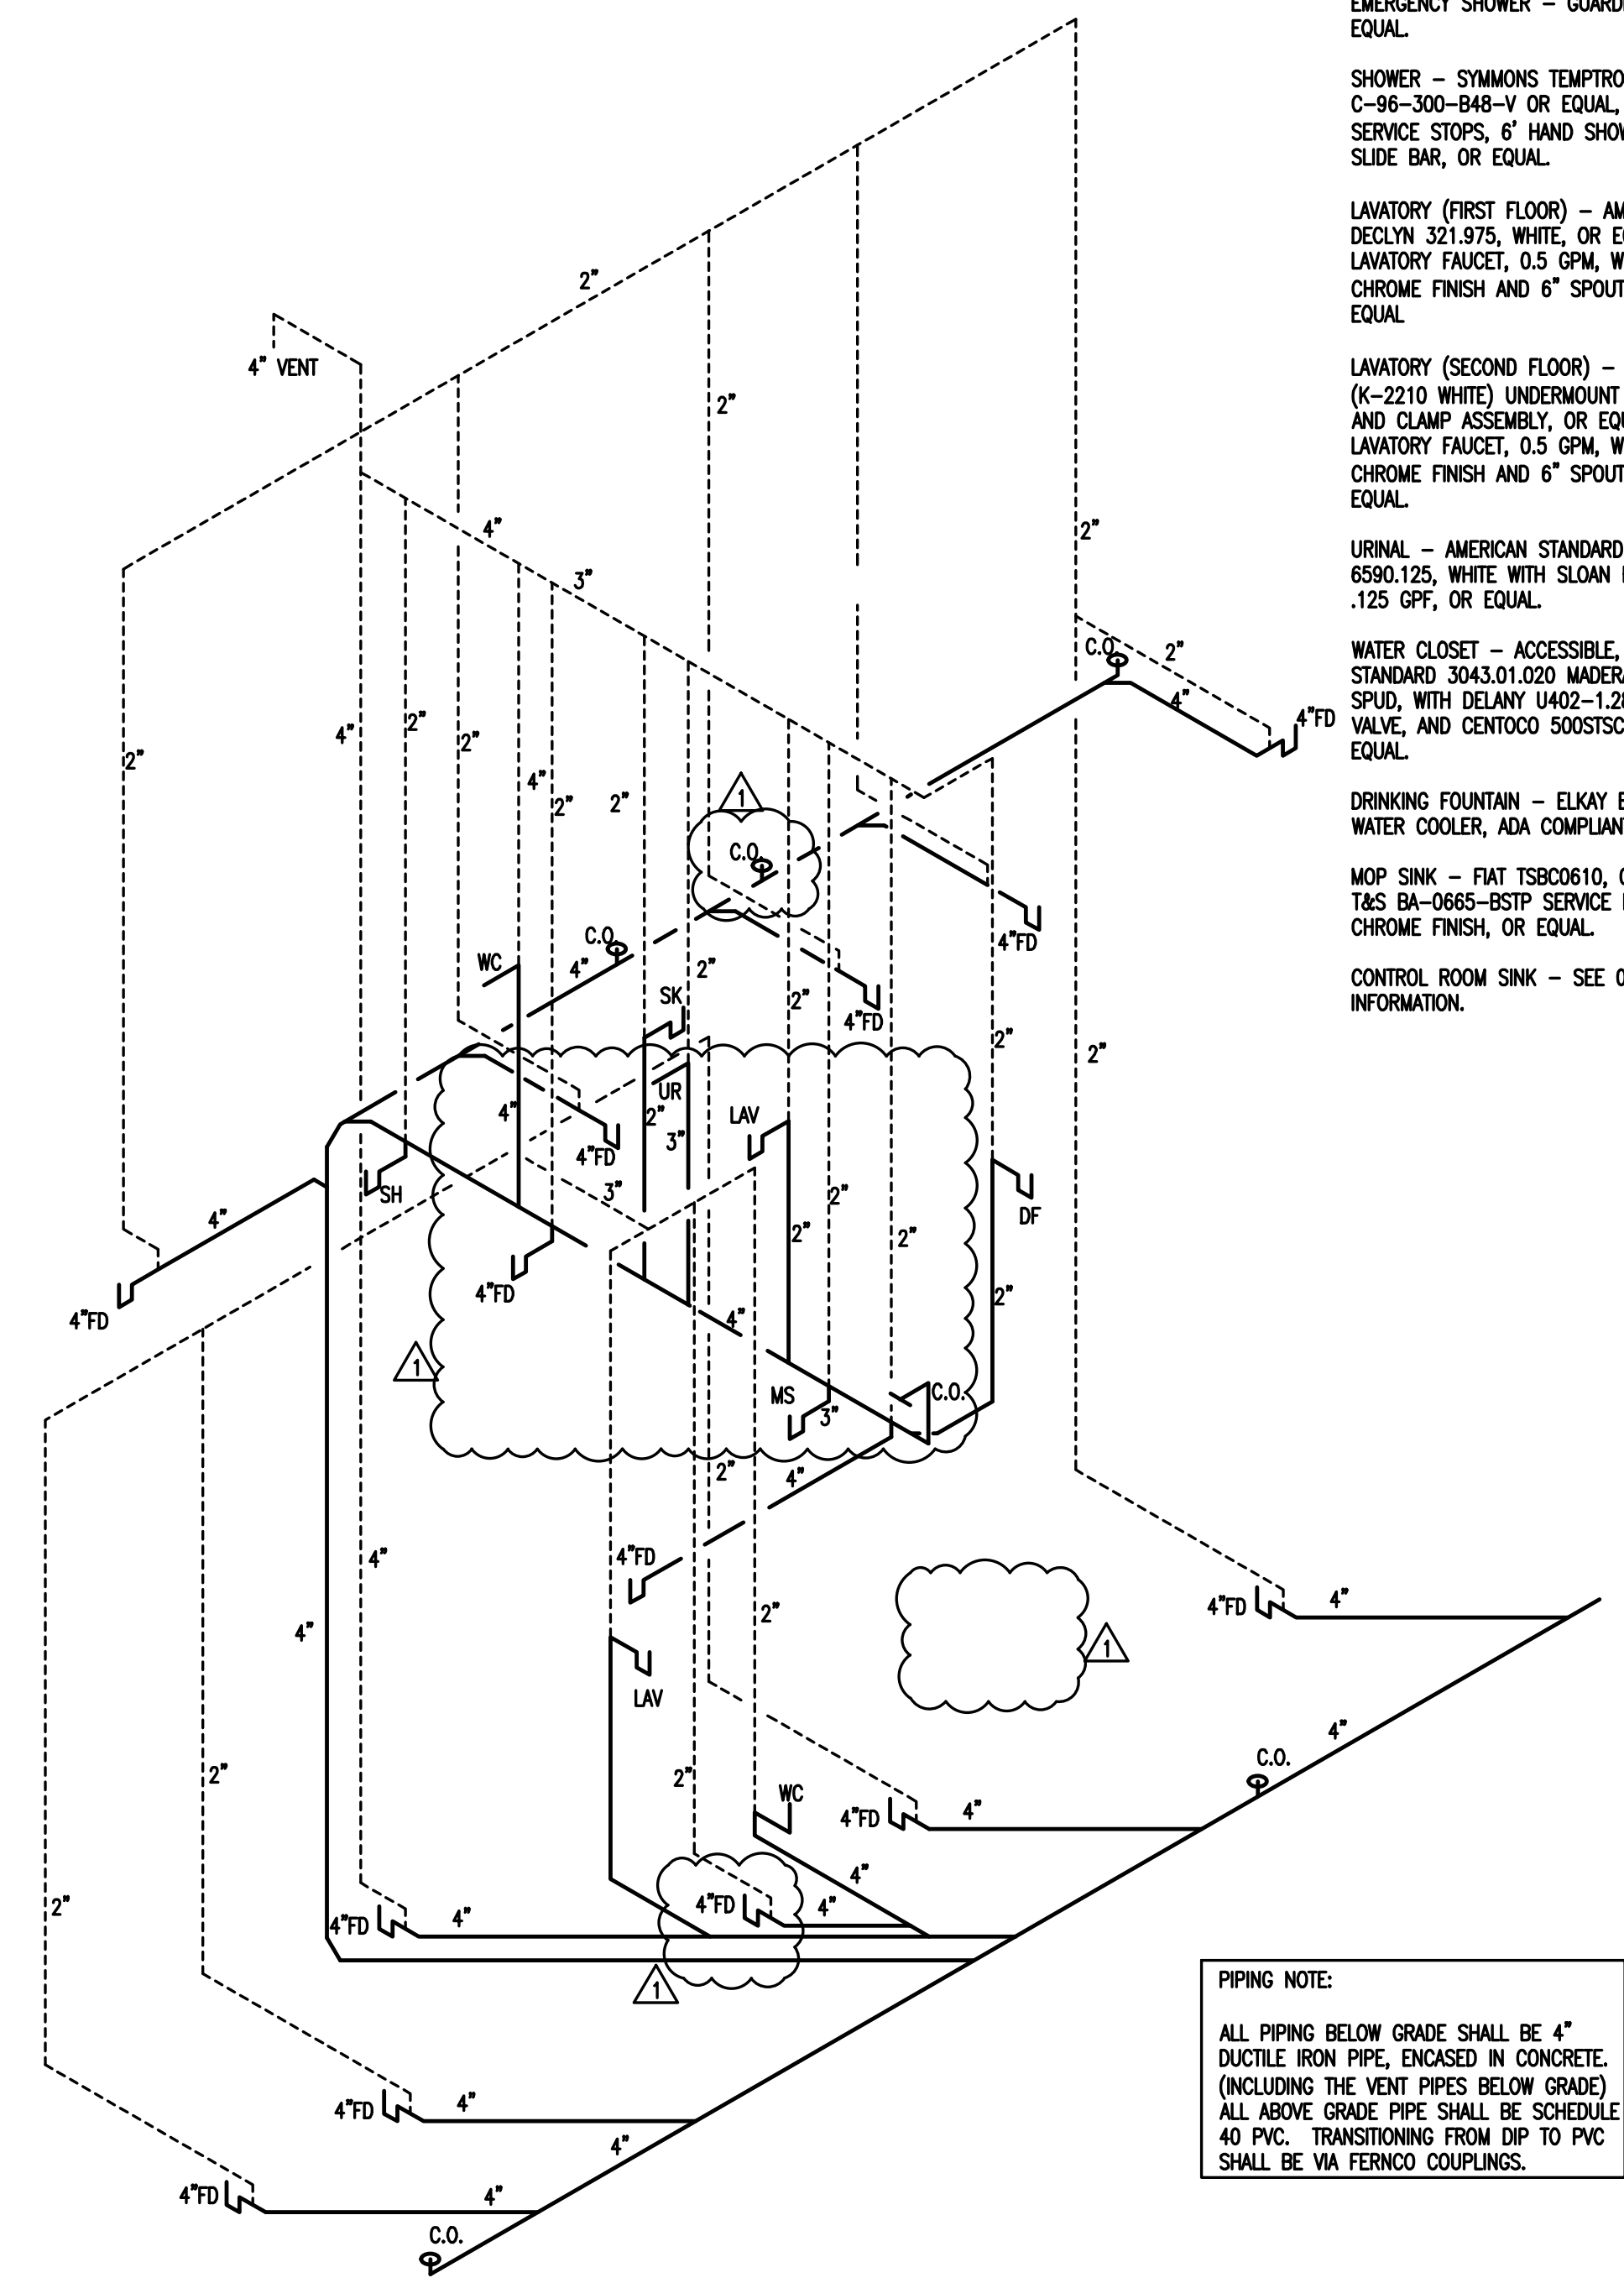 EMERGENCY SHOWER –
EQUAL.
SHOWER – SYMMONS
C-96-300-B48-V OR EQUAL,
SERVICE STOPS, 6' HAND
SLIDE BAR, OR EQUAL.
LAVATORY (FIRST FLOOR) –
DECLYN 321.975, WHITE, OR
LAVATORY FAUCET, 0.5 GPM,
CHROME FINISH AND 6" SPOUT
EQUAL
LAVATORY (SECOND FLOOR) –
(K-2210 WHITE) UNDERMOUNT
AND CLAMP ASSEMBLY, OR
LAVATORY FAUCET, 0.5 GPM,
CHROME FINISH AND 6" SPOUT
EQUAL.
URINAL – AMERICAN STANDARD
6590.125, WHITE WITH SLOAN
.125 GPF, OR EQUAL.
WATER CLOSET – ACCESSIBLE,
STANDARD 3043.01.020
SPUD, WITH DELANY
VALVE, AND CENTOCO
EQUAL.
DRINKING FOUNTAIN – ELKAY
WATER COOLER, ADA
MOP SINK – FIAT TSBC0610,
T&S BA-0665-BSTP SERVICE
CHROME FINISH, OR EQUAL.
CONTROL ROOM SINK – SEE
INFORMATION.
2"
4" VENT
2"
4"
2"
3"
C.O.
2"
4"
4"FD
2"
4"
2"
2"
4"
2"
2"
1
C.O.
C.O.
4"FD
WC
4"
2"
SK
2"
4"FD
2"
2"
UR
LAV
4"
2"
3"
4"FD
3"
SH
2"
4"
DF
2"
2"
4"FD
2"
4"FD
4"
1
MS
3"
C.O.
2"
4"
4"FD
4"
2"
4"FD
4"
4"
1
LAV
4"
C.O.
2"
2"
WC
4"FD
4"
4"
2"
4"FD
4"
4"FD
4"
1
4"FD
4"
4"
4"FD
4"
C.O.
PIPING NOTE:
ALL PIPING BELOW GRADE SHALL BE 4"
DUCTILE IRON PIPE, ENCASED IN CONCRETE.
(INCLUDING THE VENT PIPES BELOW GRADE)
ALL ABOVE GRADE PIPE SHALL BE SCHEDULE
40 PVC. TRANSITIONING FROM DIP TO PVC
SHALL BE VIA FERNCO COUPLINGS.